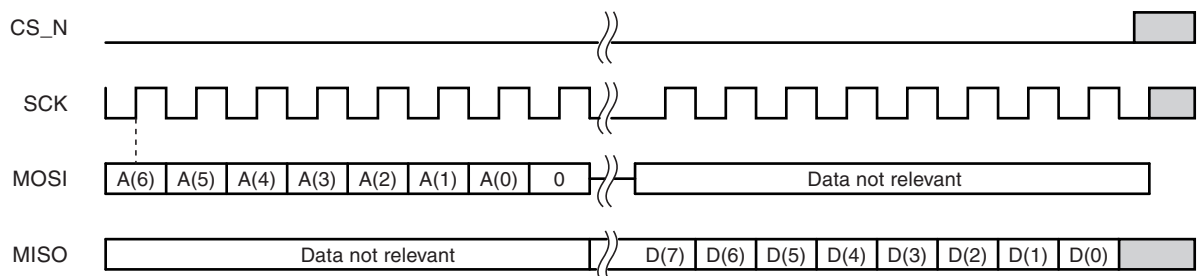 CS_N
SCK
MOSI A(6) A(5) A(4) A(3) A(2) A(1) A(0) 0 Data not relevant
MISO Data not relevant D(7) D(6) D(5) D(4) D(3) D(2) D(1) D(0)